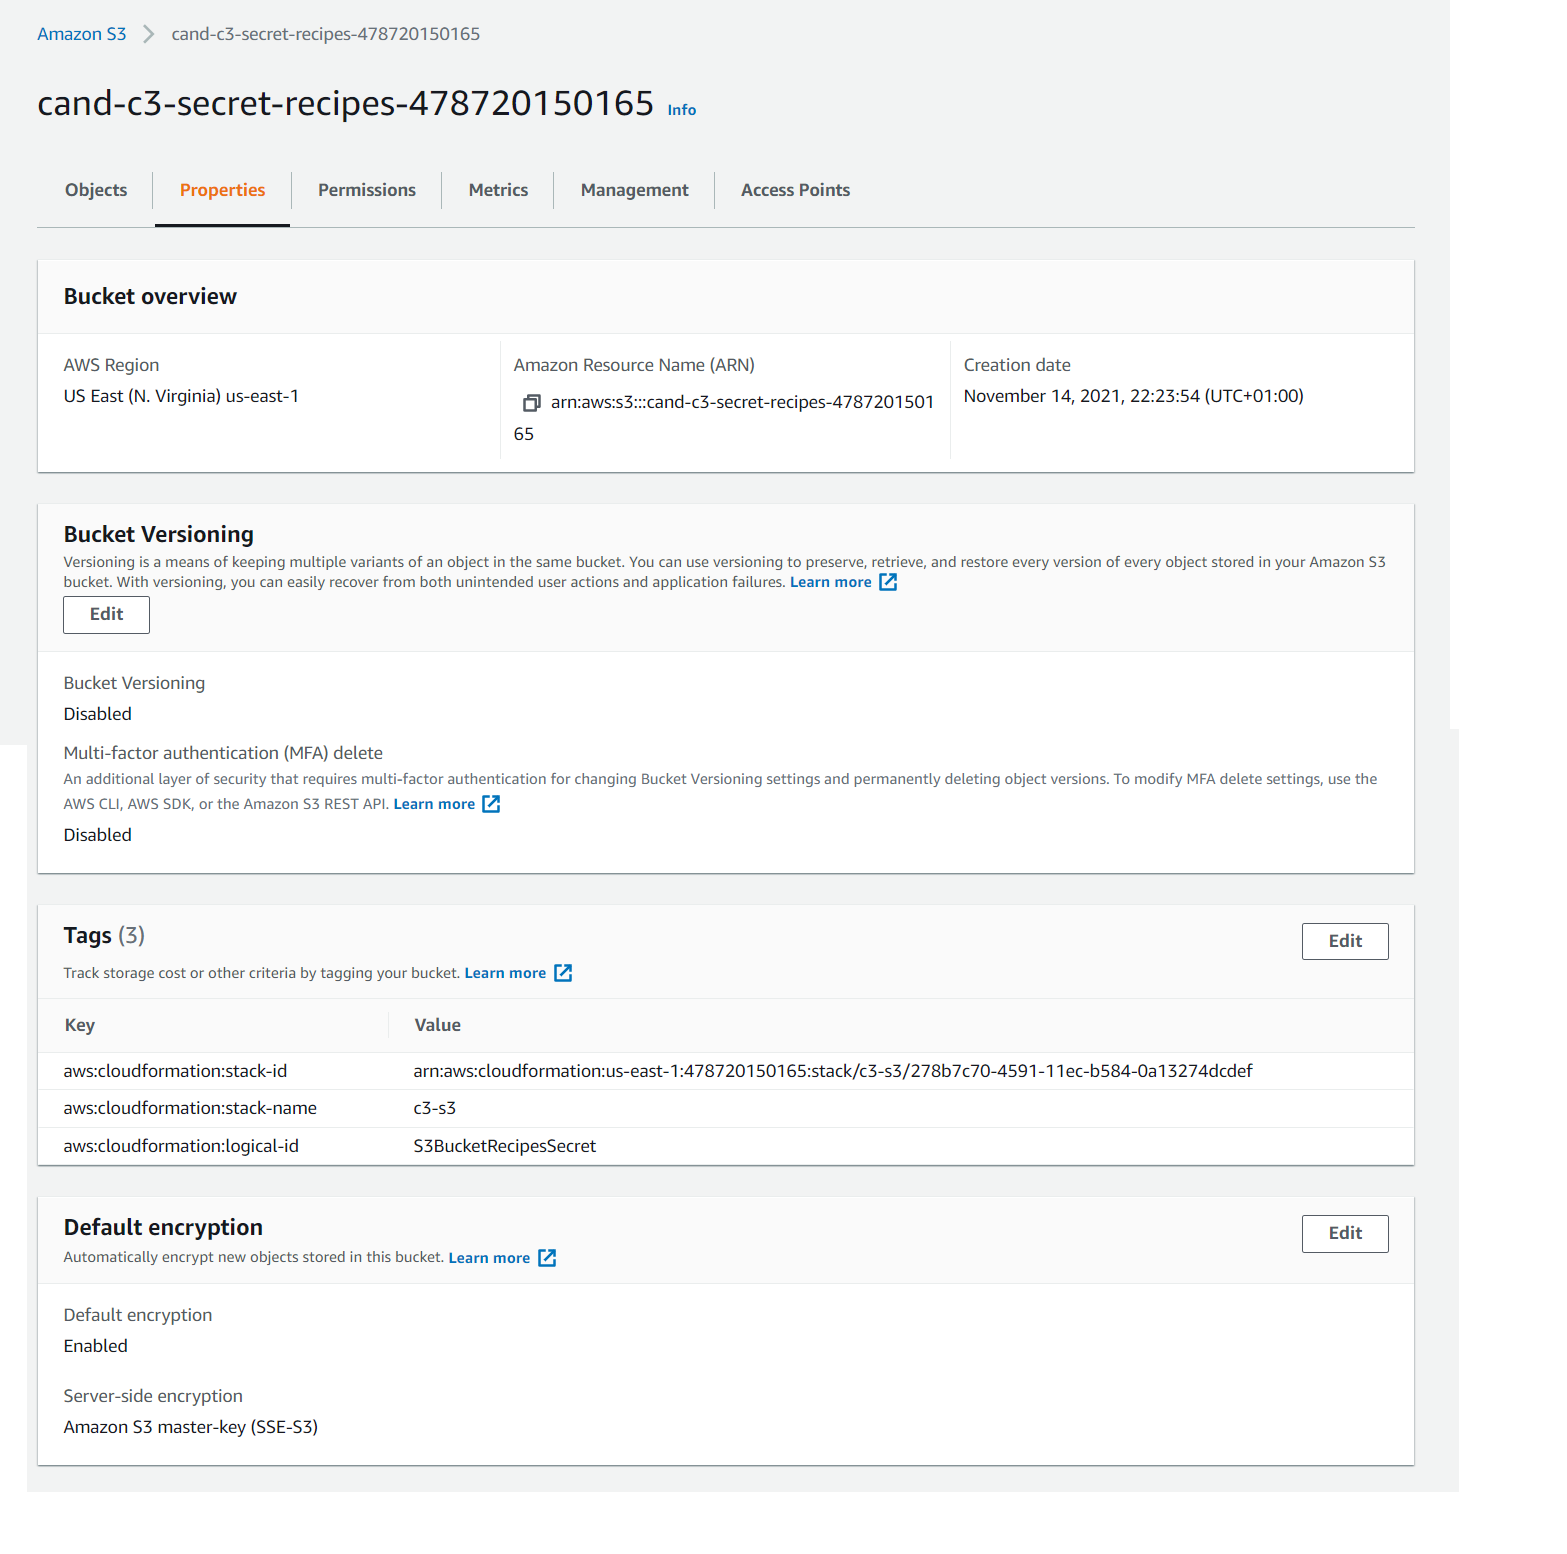 Amazon S3 > cand-c3-secret-recipes-478720150165
cand-c3-secret-recipes-478720150165 Info
Objects Properties Permissions Metrics Management Access Points
Bucket overview
AWS Region
US East (N. Virginia) us-east-1
Amazon Resource Name (ARN)
arn:aws:s3:::cand-c3-secret-recipes-4787201501
65
Creation date
November 14, 2021, 22:23:54 (UTC+01:00)
Bucket Versioning
Versioning is a means of keeping multiple variants of an object in the same bucket. You can use versioning to preserve, retrieve, and restore every version of every object stored in your Amazon S3
bucket. With versioning, you can easily recover from both unintended user actions and application failures. Learn more
Edit
Bucket Versioning
Disabled
Multi-factor authentication (MFA) delete
An additional layer of security that requires multi-factor authentication for changing Bucket Versioning settings and permanently deleting object versions. To modify MFA delete settings, use the
AWS CLI, AWS SDK, or the Amazon S3 REST API. Learn more
Disabled
Tags (3)
Edit
Track storage cost or other criteria by tagging your bucket. Learn more
Key Value
aws:cloudformation:stack-id arn:aws:cloudformation:us-east-1:478720150165:stack/c3-s3/278b7c70-4591-11ec-b584-0a13274dcdef
aws:cloudformation:stack-name c3-s3
aws:cloudformation:logical-id S3BucketRecipesSecret
Default encryption
Edit
Automatically encrypt new objects stored in this bucket. Learn more
Default encryption
Enabled
Server-side encryption
Amazon S3 master-key (SSE-S3)